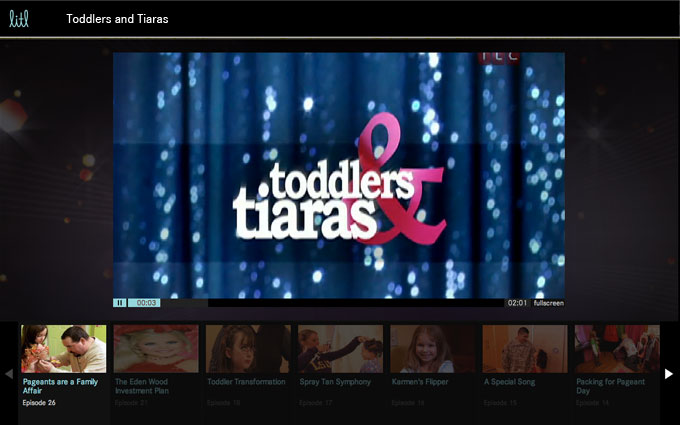 litl
Toddlers and Tiaras
TLC
toddlers
&
tiaras
00:03
02:01
fullscreen
Pageants are a Family
Affair
Episode 26
The Eden Wood
Investment Plan
Episode 21
Toddler Transformation
Episode 18
Spray Tan Symphony
Episode 17
Karmen's Flipper
Episode 16
A Special Song
Episode 15
Packing for Pageant
Day
Episode 14